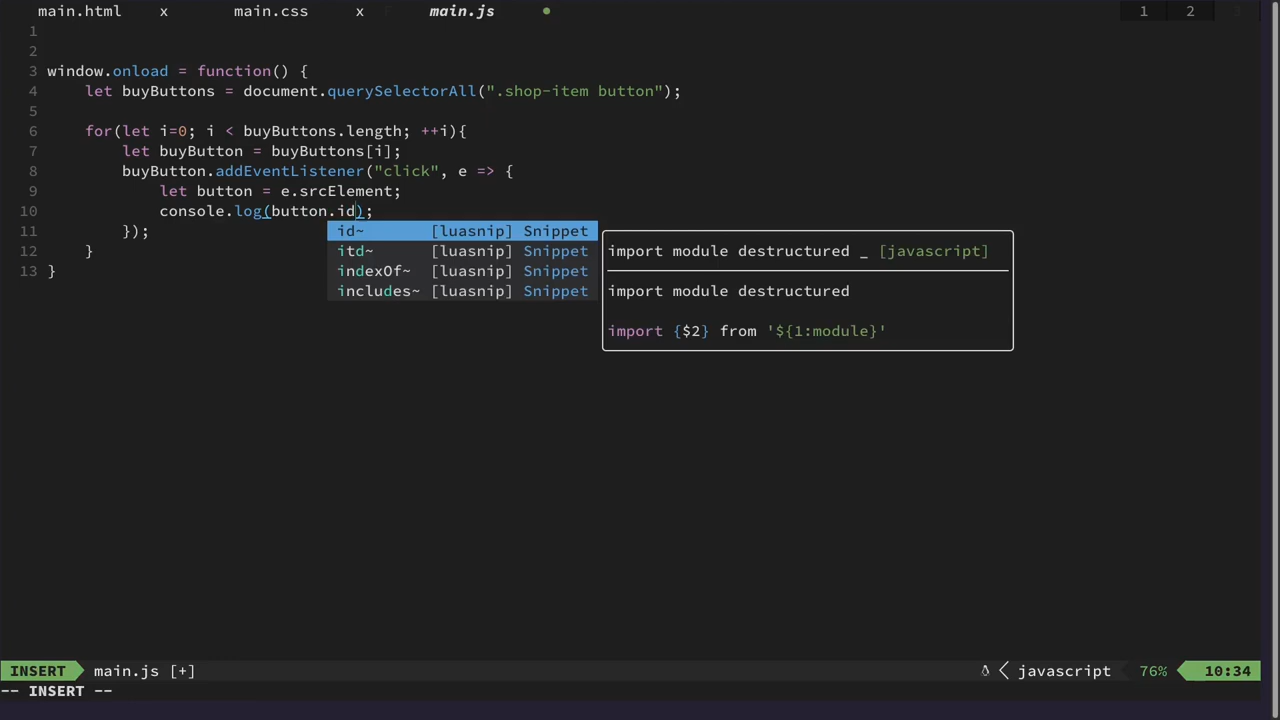 main.html x main.css x main.js ● 1 2 3
1
2
3 window.onload = function() {
4 let buyButtons = document.querySelectorAll(".shop-item button");
5
6 for(let i=0; i < buyButtons.length; ++i){
7 let buyButton = buyButtons[i];
8 buyButton.addEventListener("click", e => {
9 let button = e.srcElement;
10 console.log(button.id);
11 });
12 }
13 }
id~ [luasnip] Snippet
itd~ [luasnip] Snippet
indexOf~ [luasnip] Snippet
includes~ [luasnip] Snippet
import module destructured _ [javascript]
import module destructured
import {$2} from '${1:module}'
INSERT main.js [+] javascript 76% 10:34
-- INSERT --